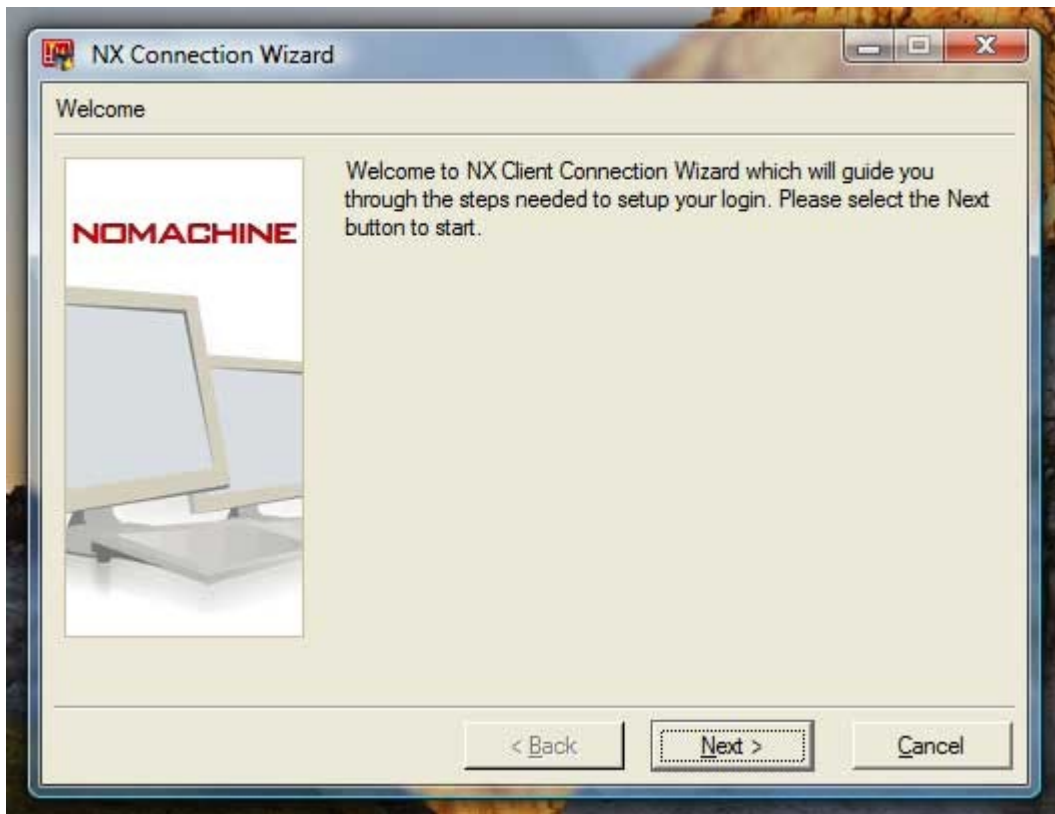 NX Connection Wizard
Welcome
Welcome to NX Client Connection Wizard which will guide you
through the steps needed to setup your login. Please select the Next
button to start.
NOMACHINE
< Back
Next >
Cancel